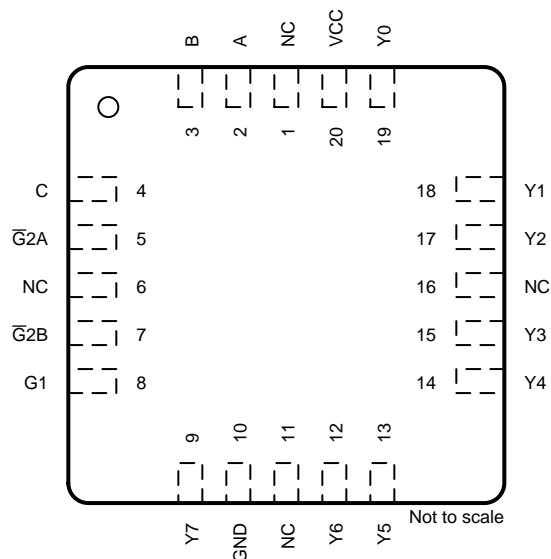 B A NC VCC Y0
3 2 1 20 19
C 4 18 Y1
G̅2A 5 17 Y2
NC 6 16 NC
G̅2B 7 15 Y3
G1 8 14 Y4
9 10 11 12 13
Y7 GND NC Y6 Y5
Not to scale